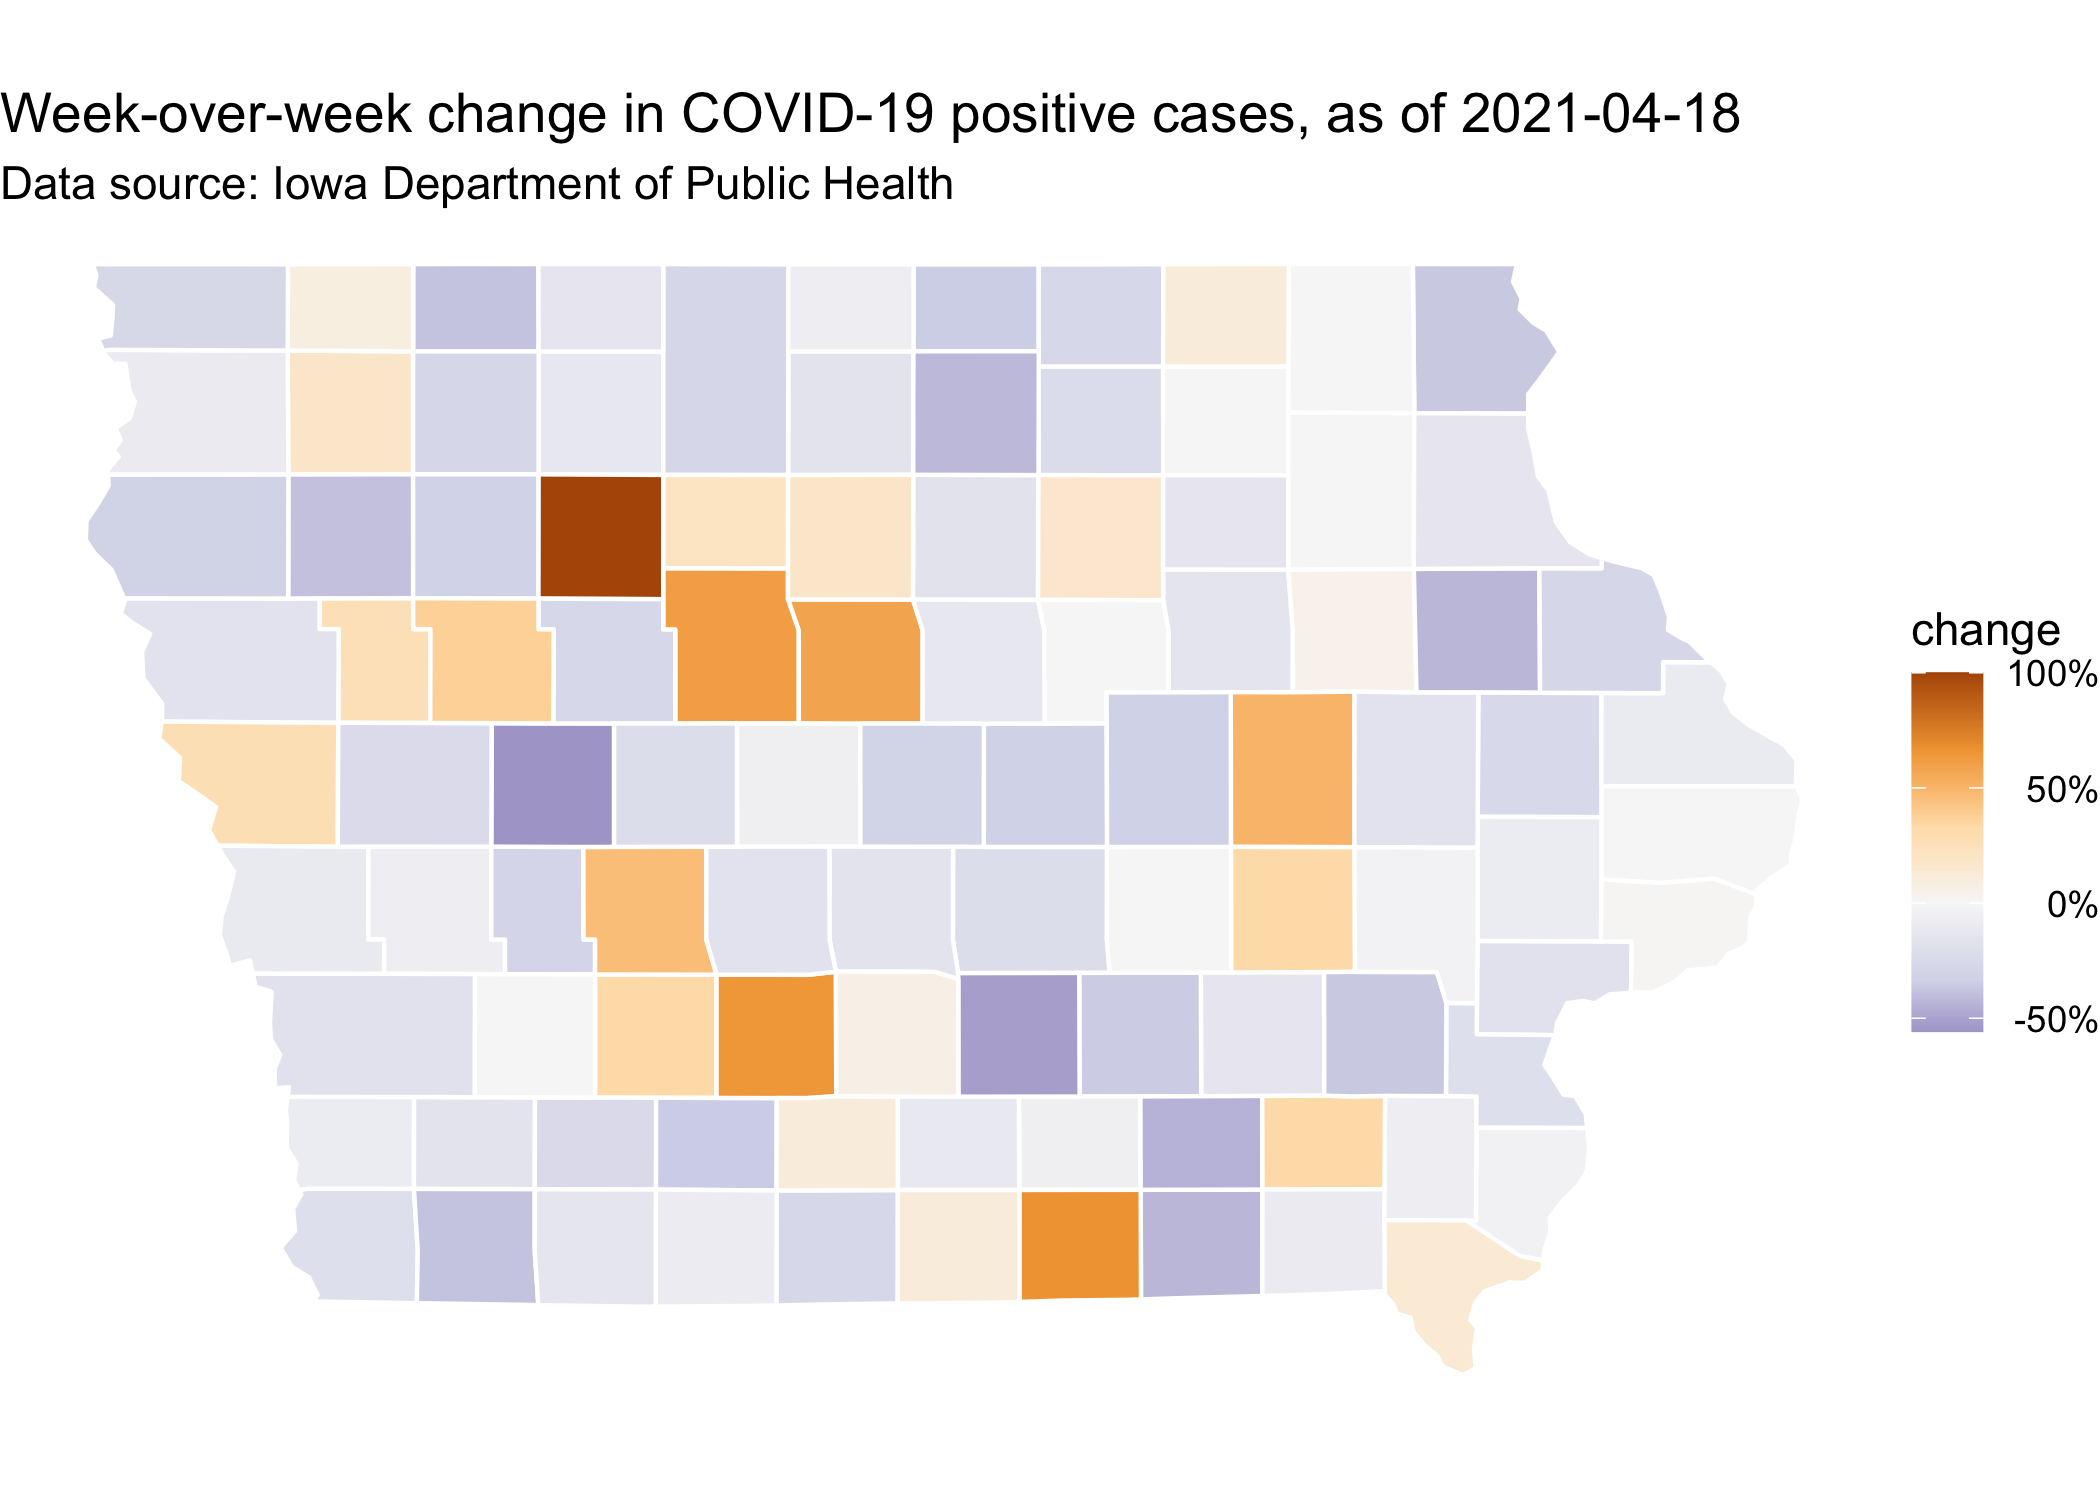 Week-over-week change in COVID-19 positive cases, as of 2021-04-18
Data source: Iowa Department of Public Health
change
100%
50%
0%
-50%